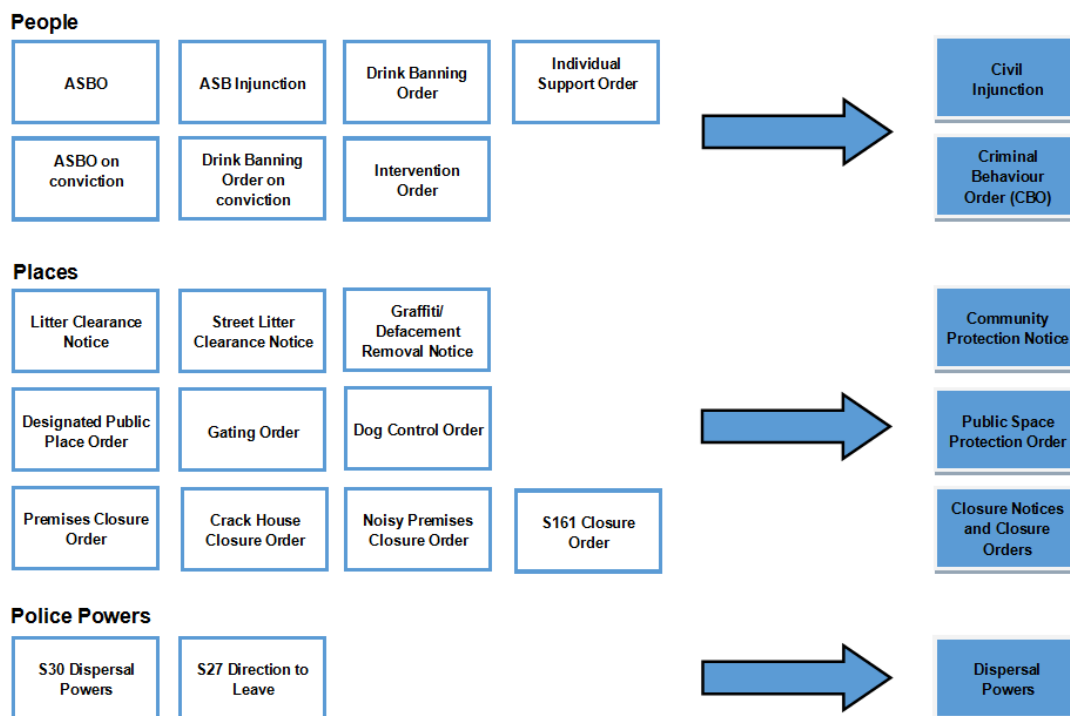 People
ASBO
ASB Injunction
Drink Banning
Order
Individual
Support Order
Civil
Injunction
ASBO on
conviction
Drink Banning
Order on
conviction
Intervention
Order
Criminal
Behaviour
Order (CBO)
Places
Litter Clearance
Notice
Street Litter
Clearance Notice
Graffiti/
Defacement
Removal Notice
Community
Protection Notice
Designated Public
Place Order
Gating Order
Dog Control Order
Public Space
Protection Order
Premises Closure
Order
Crack House
Closure Order
Noisy Premises
Closure Order
S161 Closure
Order
Closure Notices
and Closure
Orders
Police Powers
S30 Dispersal
Powers
S27 Direction to
Leave
Dispersal
Powers